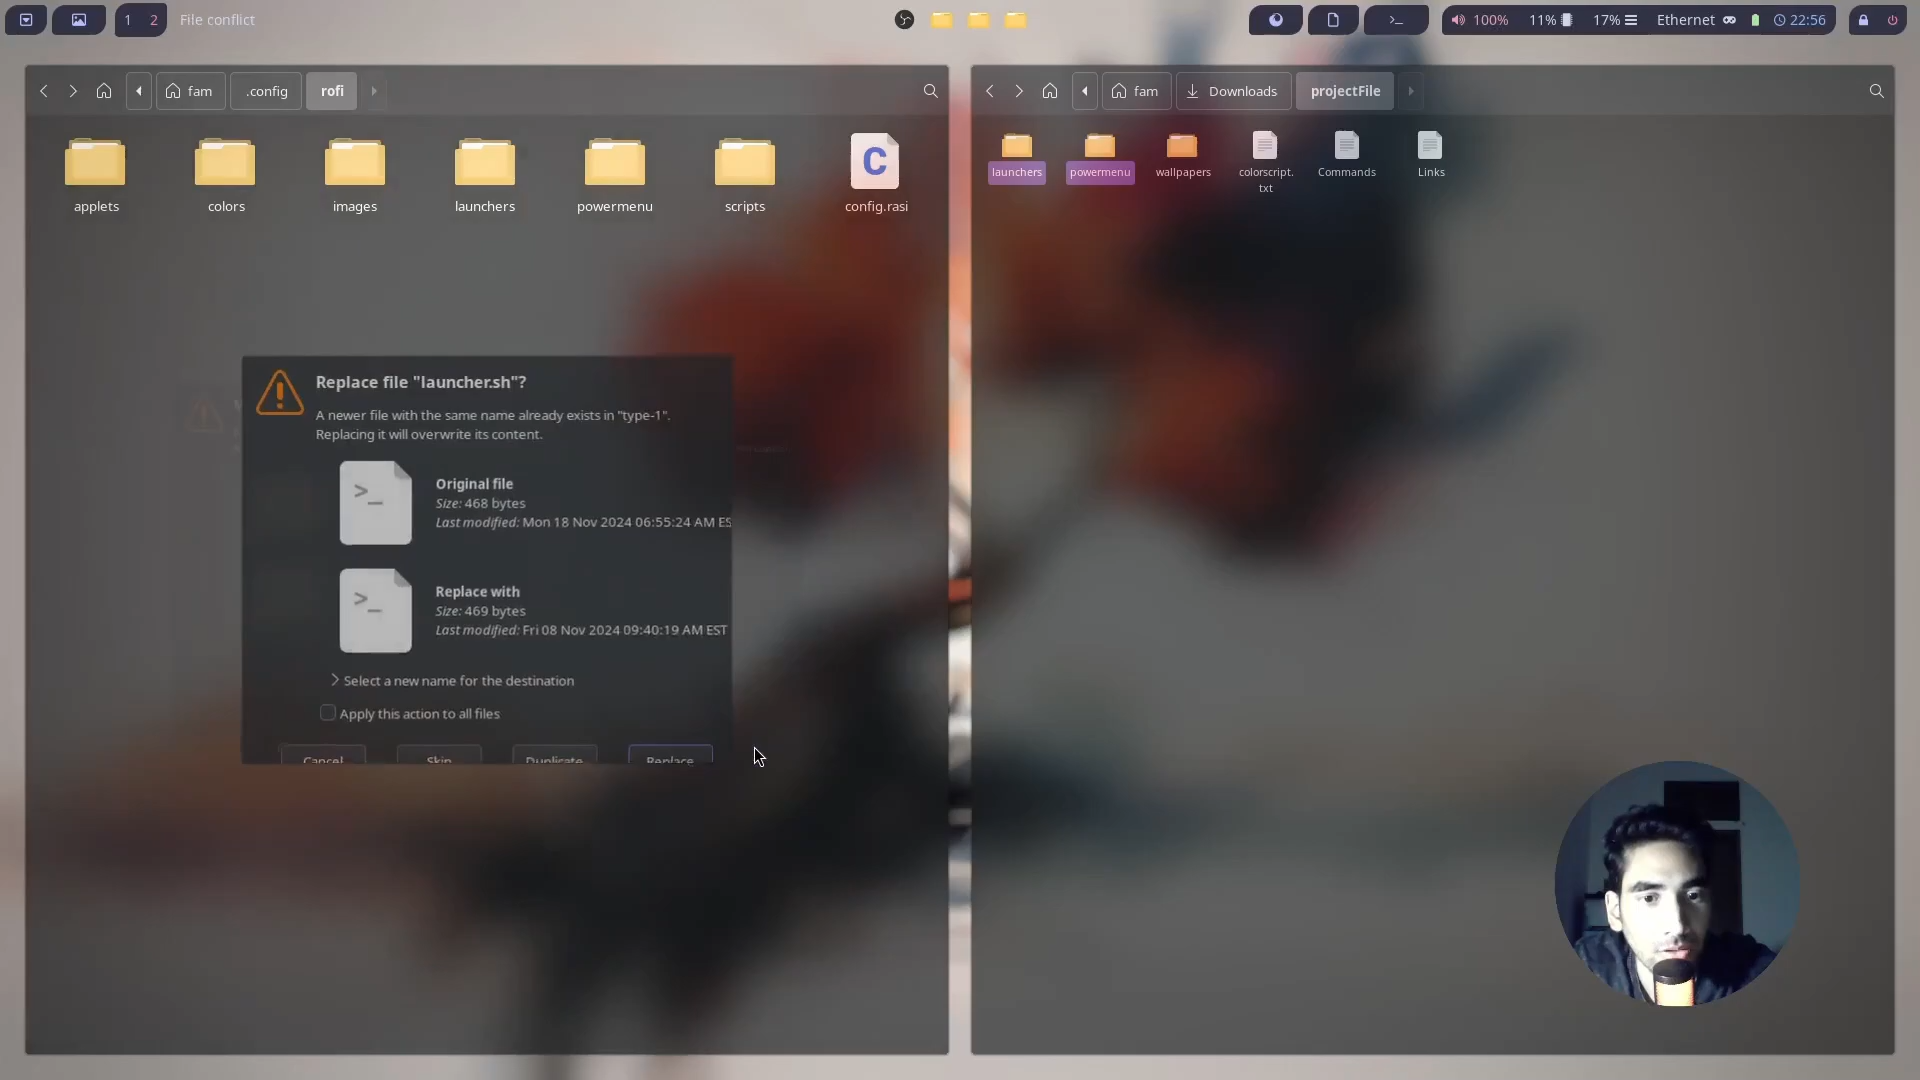 1 2 File conflict
100% 11% 17% Ethernet 22:56
fam .config rofi
applets colors images launchers powermenu scripts config.rasi
Replace file "launcher.sh"?
A newer file with the same name already exists in "type-1".
Replacing it will overwrite its content.
Original file
Size: 468 bytes
Last modified: Mon 18 Nov 2024 06:55:24 AM ES
Replace with
Size: 469 bytes
Last modified: Fri 08 Nov 2024 09:40:19 AM EST
Select a new name for the destination
Apply this action to all files
Cancel Skip Duplicate Replace
fam Downloads projectFile
launchers powermenu wallpapers colorscript. Commands Links
txt